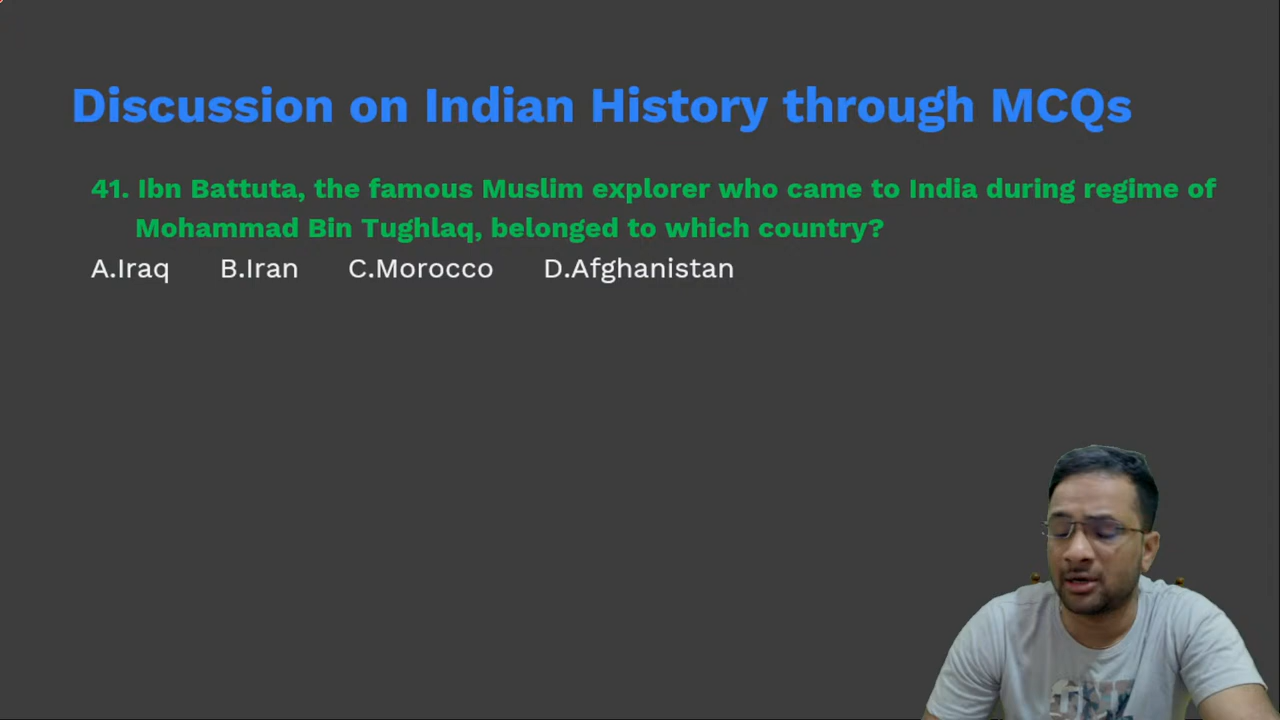 Discussion on Indian History through MCQs
41. Ibn Battuta, the famous Muslim explorer who came to India during regime of
Mohammad Bin Tughlaq, belonged to which country?
A.Iraq B.Iran C.Morocco D.Afghanistan